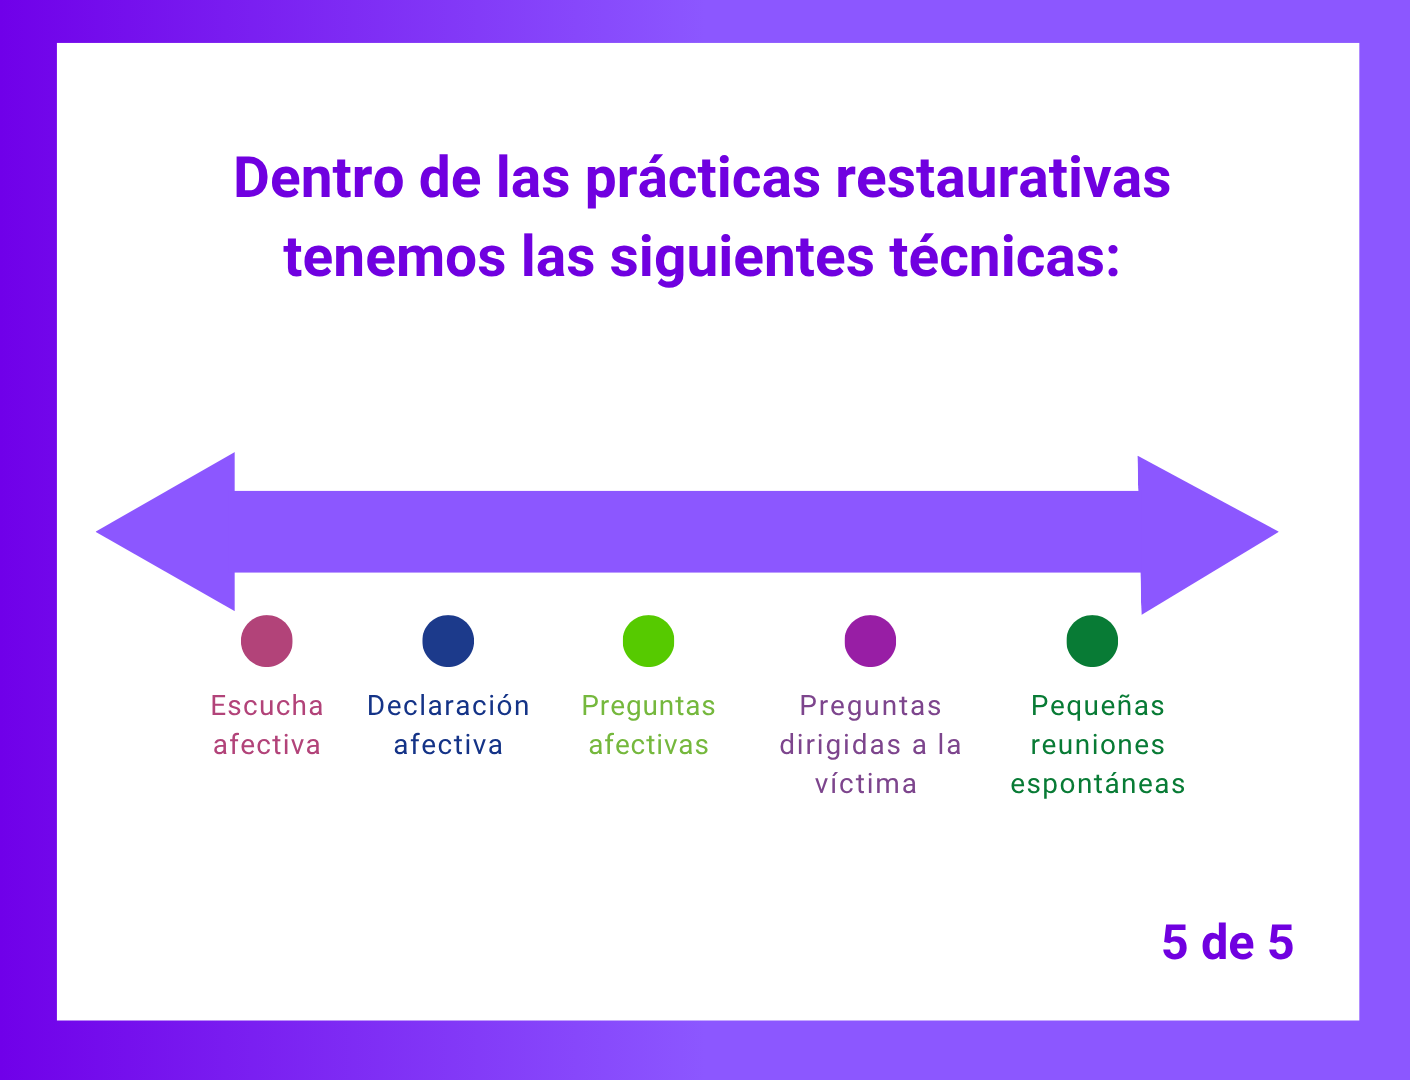 Dentro de las prácticas restaurativas
tenemos las siguientes técnicas:
Escucha
afectiva
Declaración
afectiva
Preguntas
afectivas
Preguntas
dirigidas a la
víctima
Pequeñas
reuniones
espontáneas
5 de 5